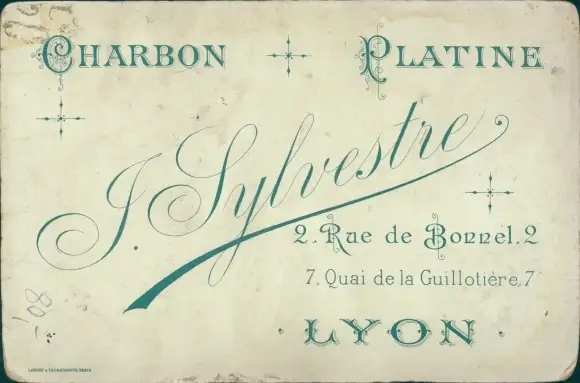 CHARBON PLATINE
J. Sylvestre
2. Rue de Bonnel. 2
7. Quai de la Guillotière, 7
· LYON ·